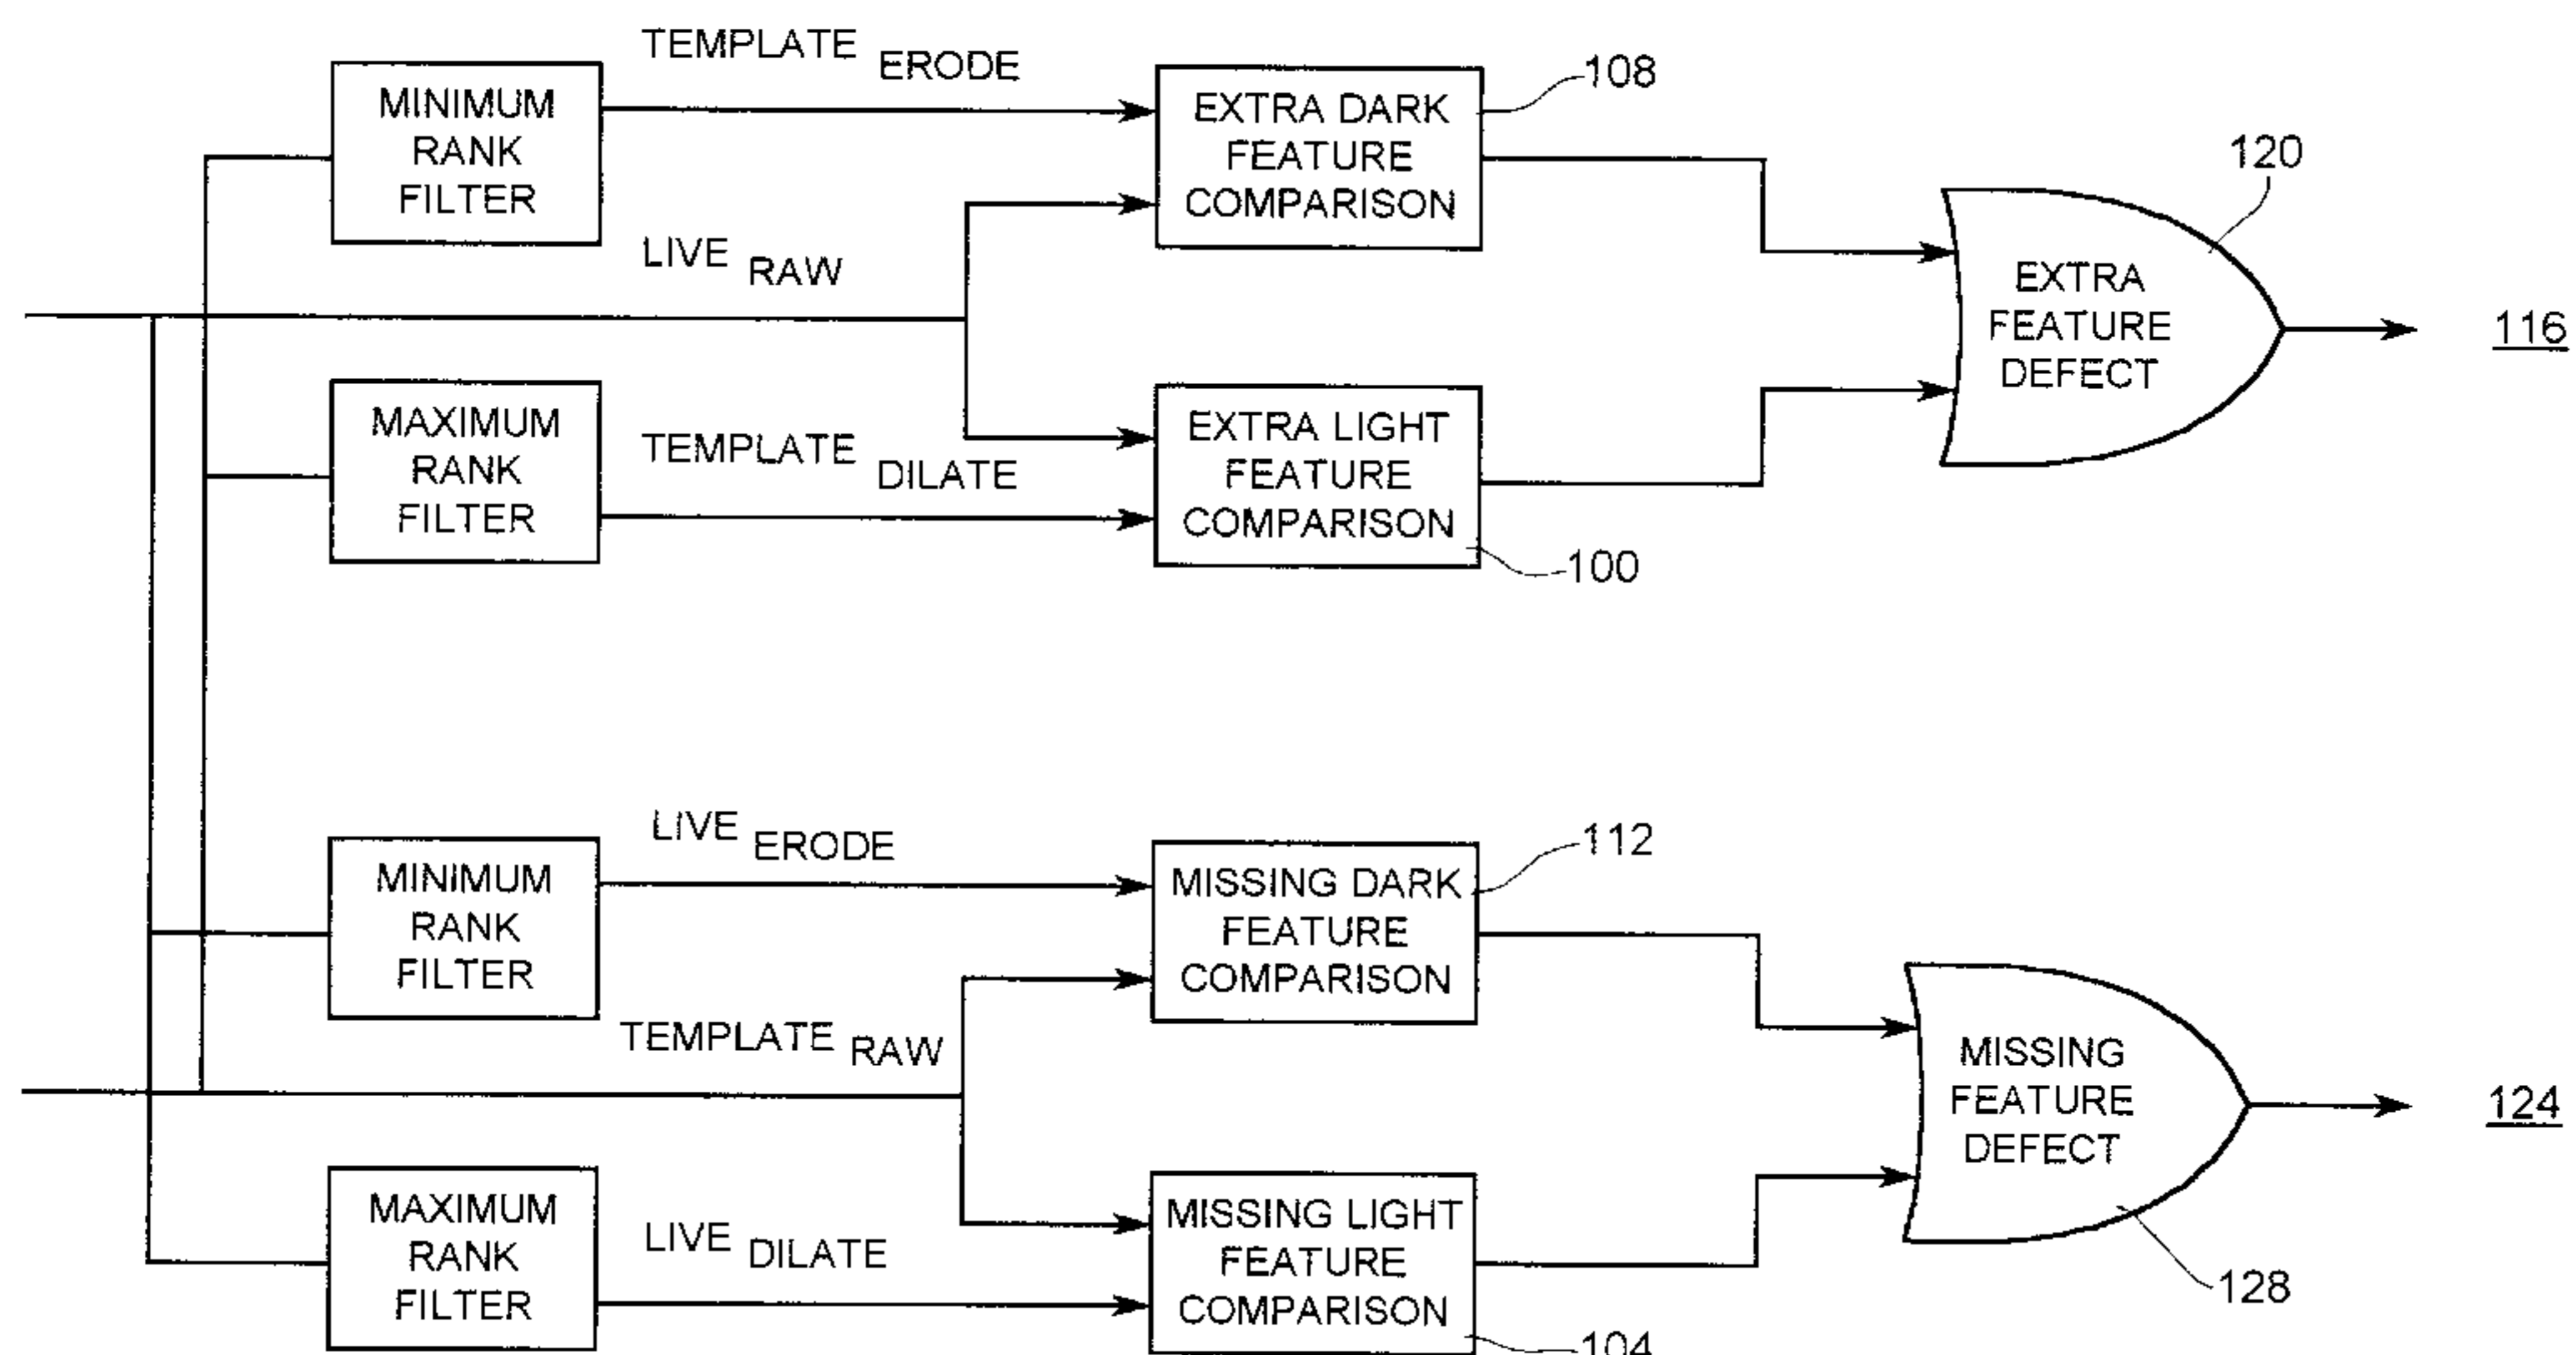 TEMPLATE ERODE
MINIMUM
RANK
FILTER
EXTRA DARK
FEATURE
COMPARISON
108
120
LIVE RAW
EXTRA
FEATURE
DEFECT
116
MAXIMUM
RANK
FILTER
TEMPLATE DILATE
EXTRA LIGHT
FEATURE
COMPARISON
100
LIVE ERODE
MINIMUM
RANK
FILTER
MISSING DARK
FEATURE
COMPARISON
112
TEMPLATE RAW
MISSING
FEATURE
DEFECT
124
MAXIMUM
RANK
FILTER
LIVE DILATE
MISSING LIGHT
FEATURE
COMPARISON
128
104